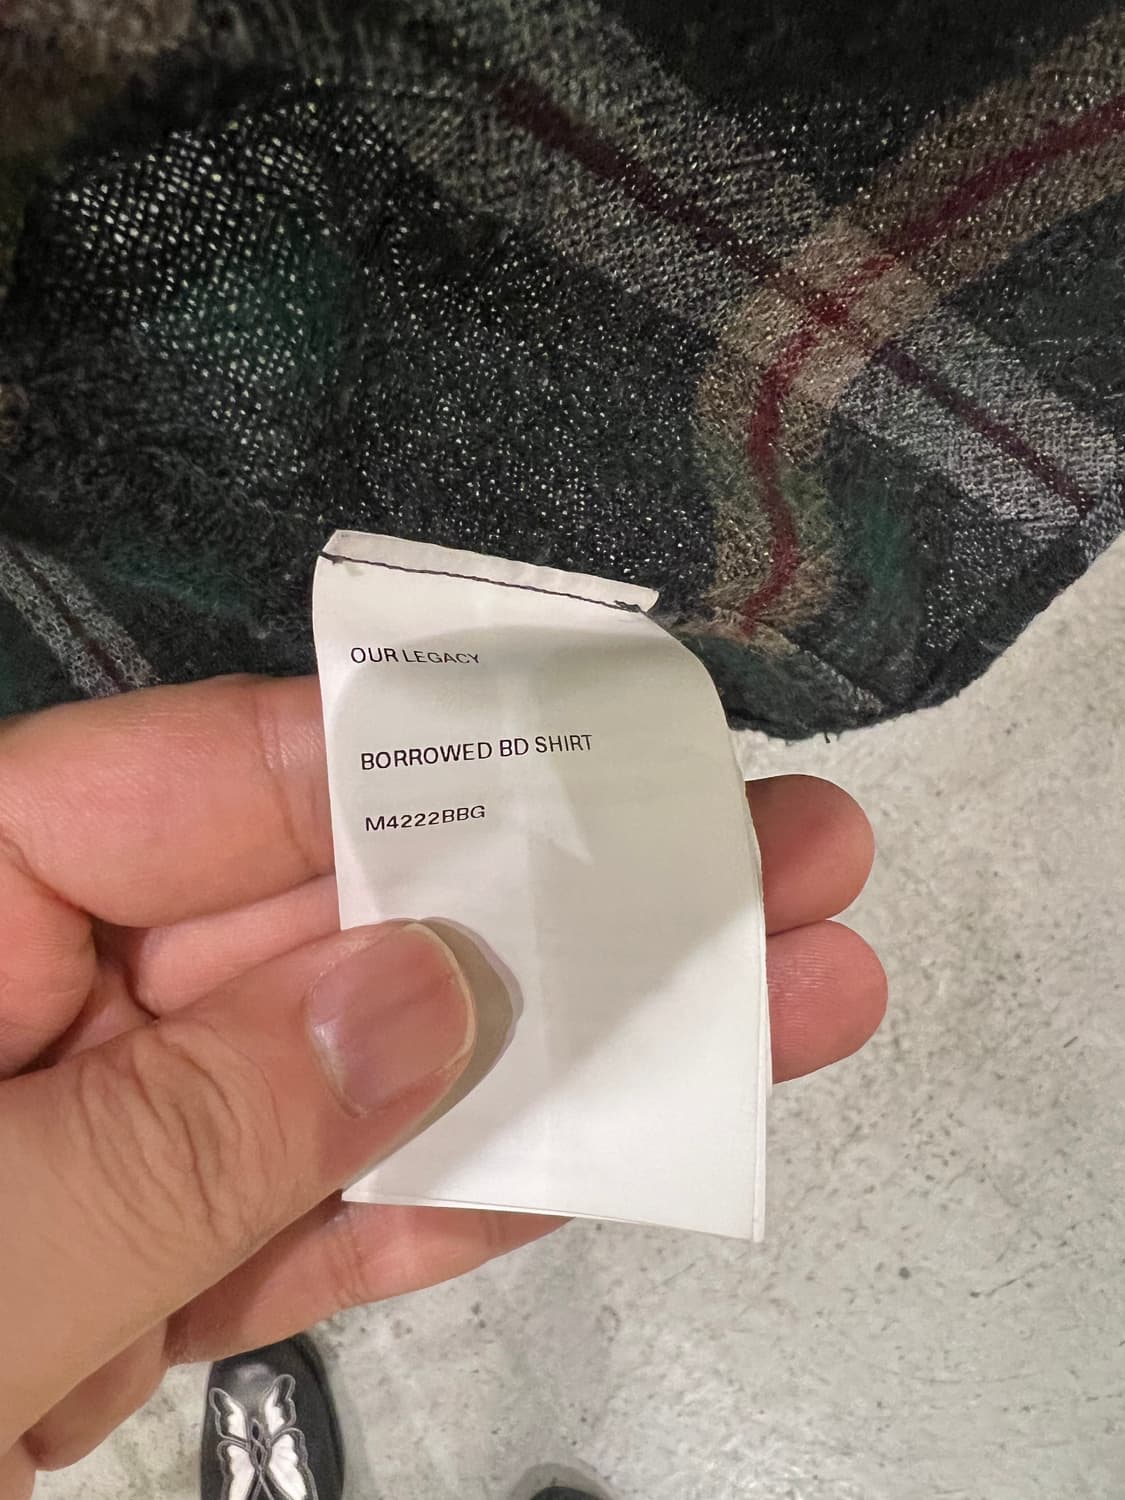 OUR LEGACY
BORROWED BD SHIRT
M4222BBG